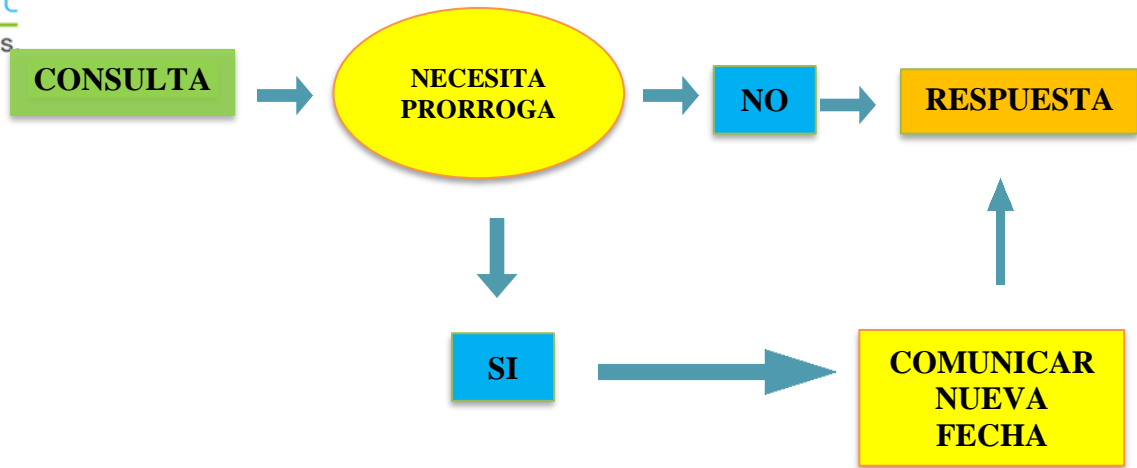 CONSULTA
NECESITA
PRORROGA
NO
RESPUESTA
SI
COMUNICAR
NUEVA
FECHA